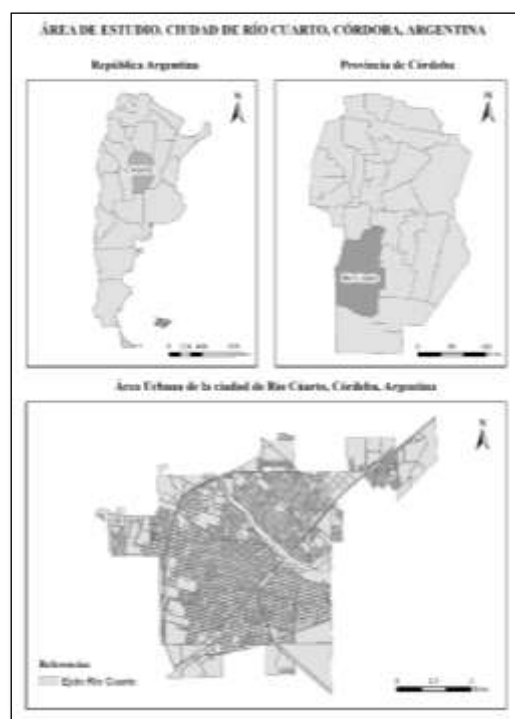 ÁREA DE ESTUDIO. CIUDAD DE RÍO CUARTO, CÓRDOBA, ARGENTINA
República Argentina
Provincia de Córdoba
N
N
Área Urbana de la ciudad de Río Cuarto, Córdoba, Argentina
N
Referencias
Ejido Río Cuarto